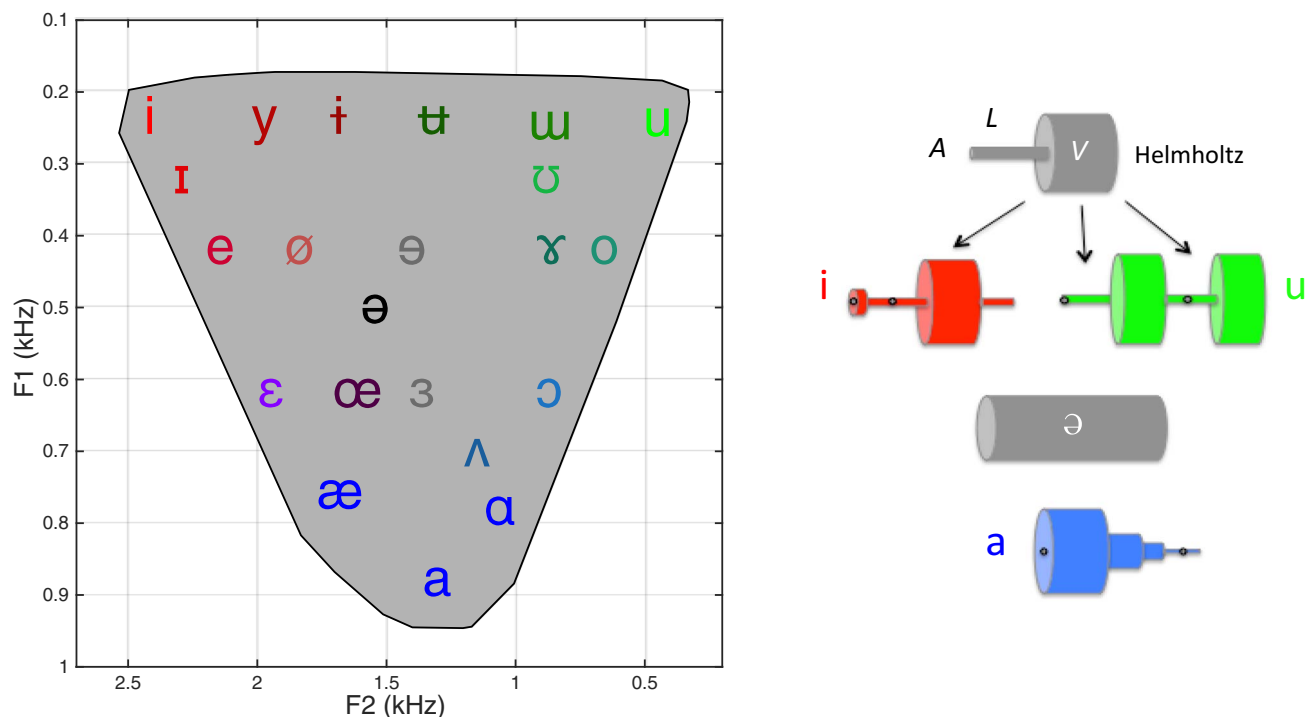 0.1
0.2
i y ɨ ʉ ɯ u
0.3
ɪ ʊ
0.4
e ø ɘ ɤ o
0.5
ə
0.6
ɛ œ ɜ ɔ
0.7
ʌ
æ
ɑ
0.8
a
0.9
1
2.5 2 1.5 1 0.5
F1 (kHz)
F2 (kHz)
L
A V Helmholtz
i u
ə
a